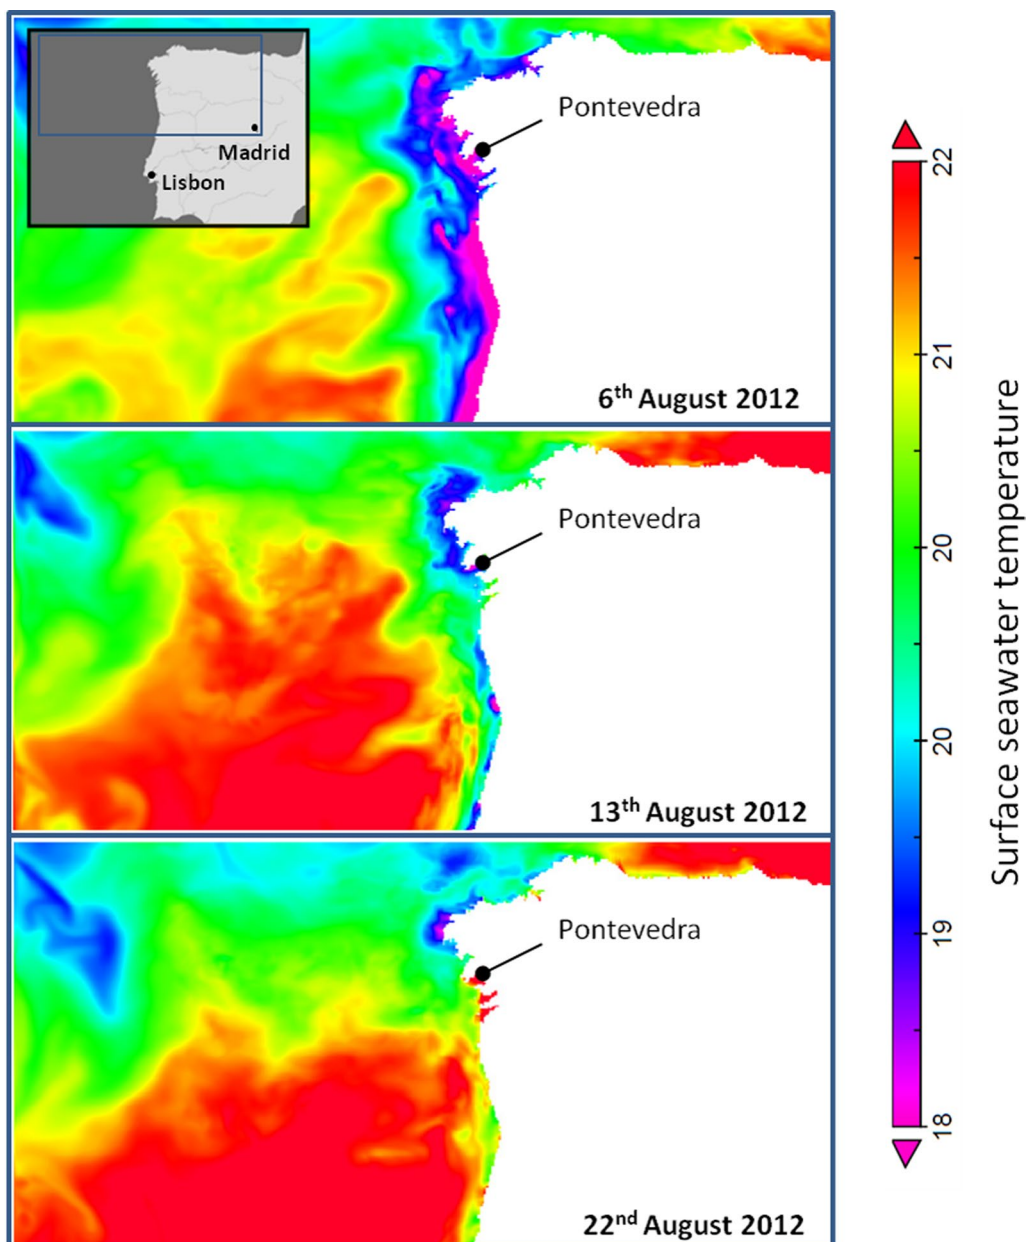 Madrid
Lisbon
Pontevedra
6th August 2012
Pontevedra
13th August 2012
Pontevedra
22nd August 2012
22
21
20
20
19
18
Surface seawater temperature